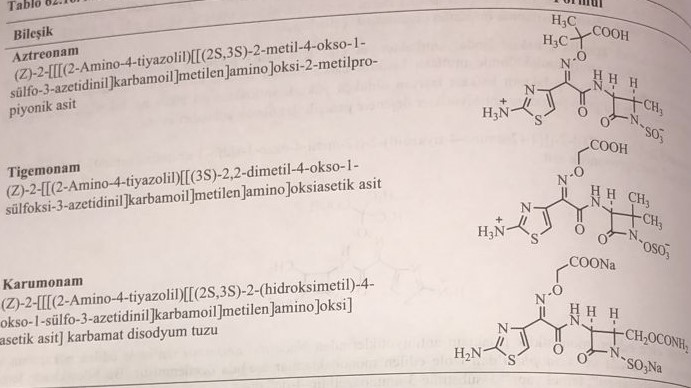 Tablo 62.
Formül
Bileşik
Aztreonam
(Z)-2-[[[(2-Amino-4-tiyazolil)[[(2S,3S)-2-metil-4-okso-1-
sülfo-3-azetidinil]karbamoil]metilen]amino]oksi-2-metilpro-
piyonik asit
H₃C
H₃C
COOH
O
N
H H H
N
N
CH₃
+
H₃N
S
O
O
N
SO₃⁻
Tigemonam
(Z)-2-[[(2-Amino-4-tiyazolil)[[(3S)-2,2-dimetil-4-okso-1-
sülfoksi-3-azetidinil]karbamoil]metilen]amino]oksiasetik asit
COOH
O
N
H H CH₃
N
N
CH₃
+
H₃N
S
O
O
N
OSO₃⁻
Karumonam
(Z)-2-[[[(2-Amino-4-tiyazolil)[[(2S,3S)-2-(hidroksimetil)-4-
okso-1-sülfo-3-azetidinil]karbamoil]metilen]amino]oksi]
asetik asit] karbamat disodyum tuzu
COONa
O
N
H H H
N
N
CH₂OCONH₂
H₂N
S
O
O
N
SO₃Na